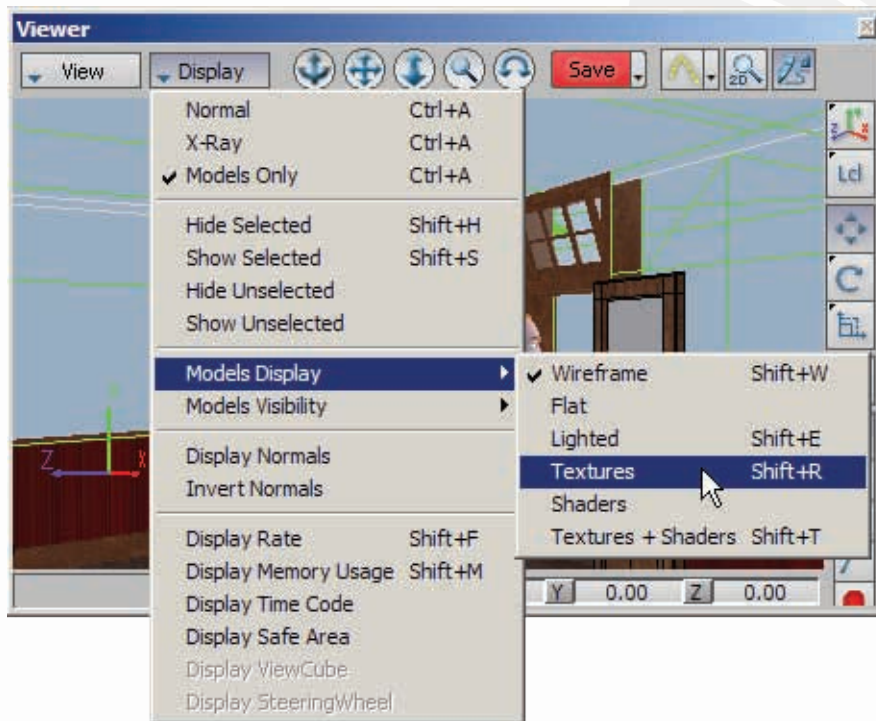 Viewer
View Display Save 2D
Normal Ctrl+A
X-Ray Ctrl+A
Models Only Ctrl+A
Lcl
Hide Selected Shift+H
Show Selected Shift+S
Hide Unselected
Show Unselected
Models Display
Models Visibility
Wireframe Shift+W
Flat
Lighted Shift+E
Textures Shift+R
Shaders
Textures + Shaders Shift+T
Z X
Display Normals
Invert Normals
Display Rate Shift+F
Display Memory Usage Shift+M
Display Time Code
Display Safe Area
Display ViewCube
Display SteeringWheel
Y 0.00 Z 0.00